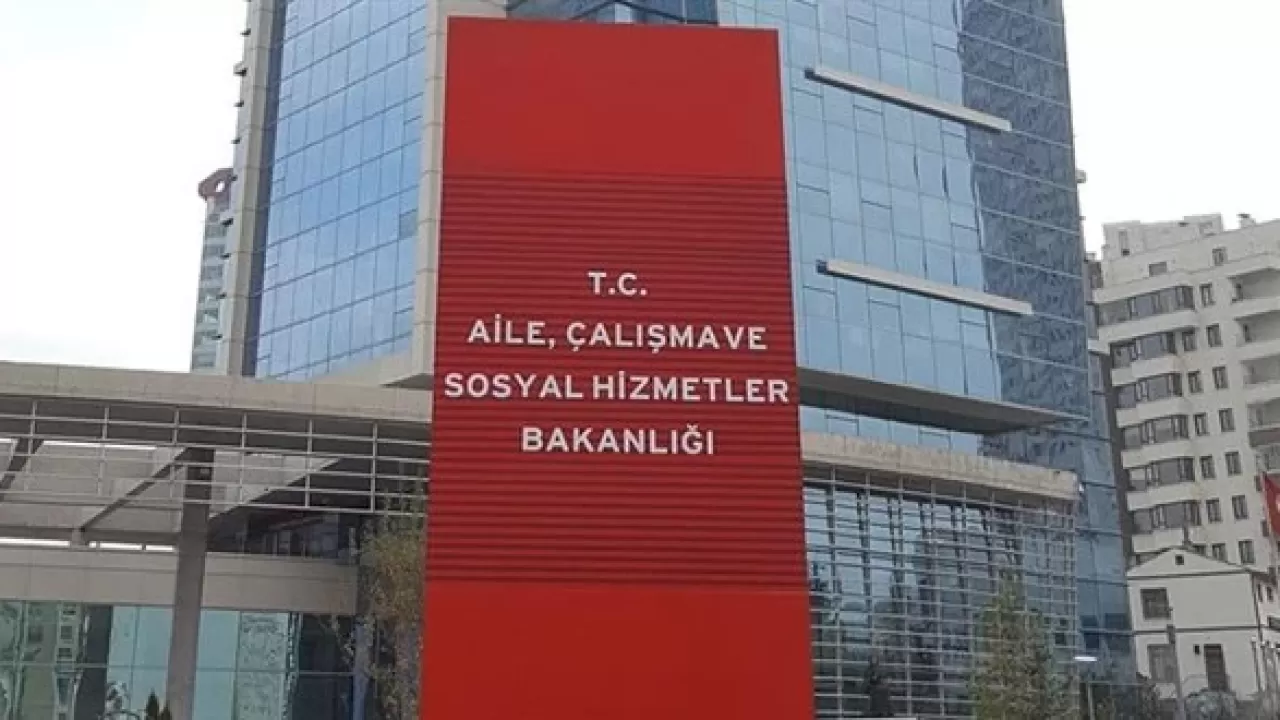 T.C.
AİLE, ÇALIŞMAVE
SOSYAL HİZMETLER
BAKANLIĞI